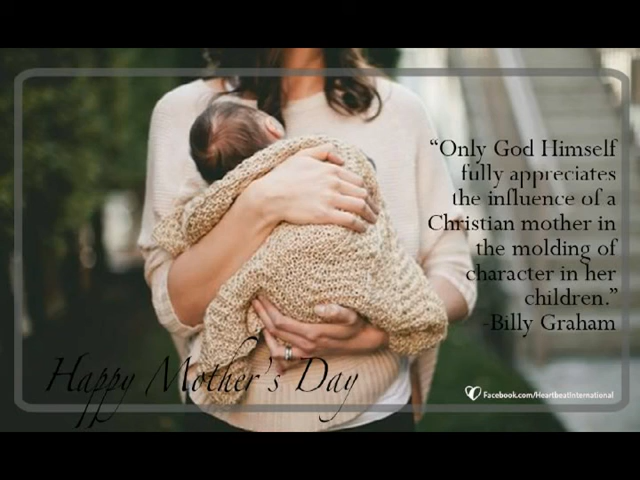 “Only God Himself
fully appreciates
the influence of a
Christian mother in
the molding of
character in her
children.”
-Billy Graham
Happy Mother's Day
Facebook.com/HeartbeatInternational